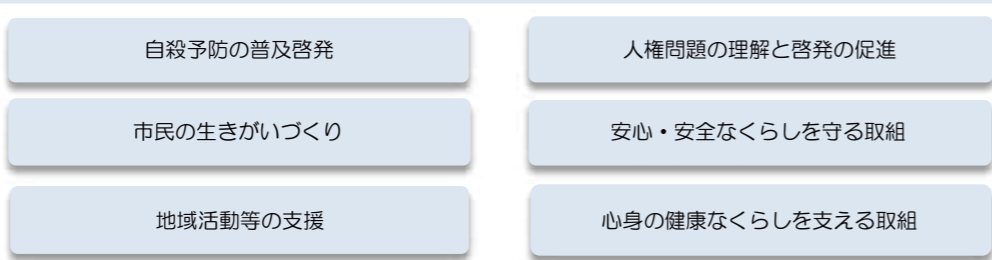 自殺予防の普及啓発
人権問題の理解と啓発の促進
市民の生きがいづくり
安心・安全なくらしを守る取組
地域活動等の支援
心身の健康なくらしを支える取組